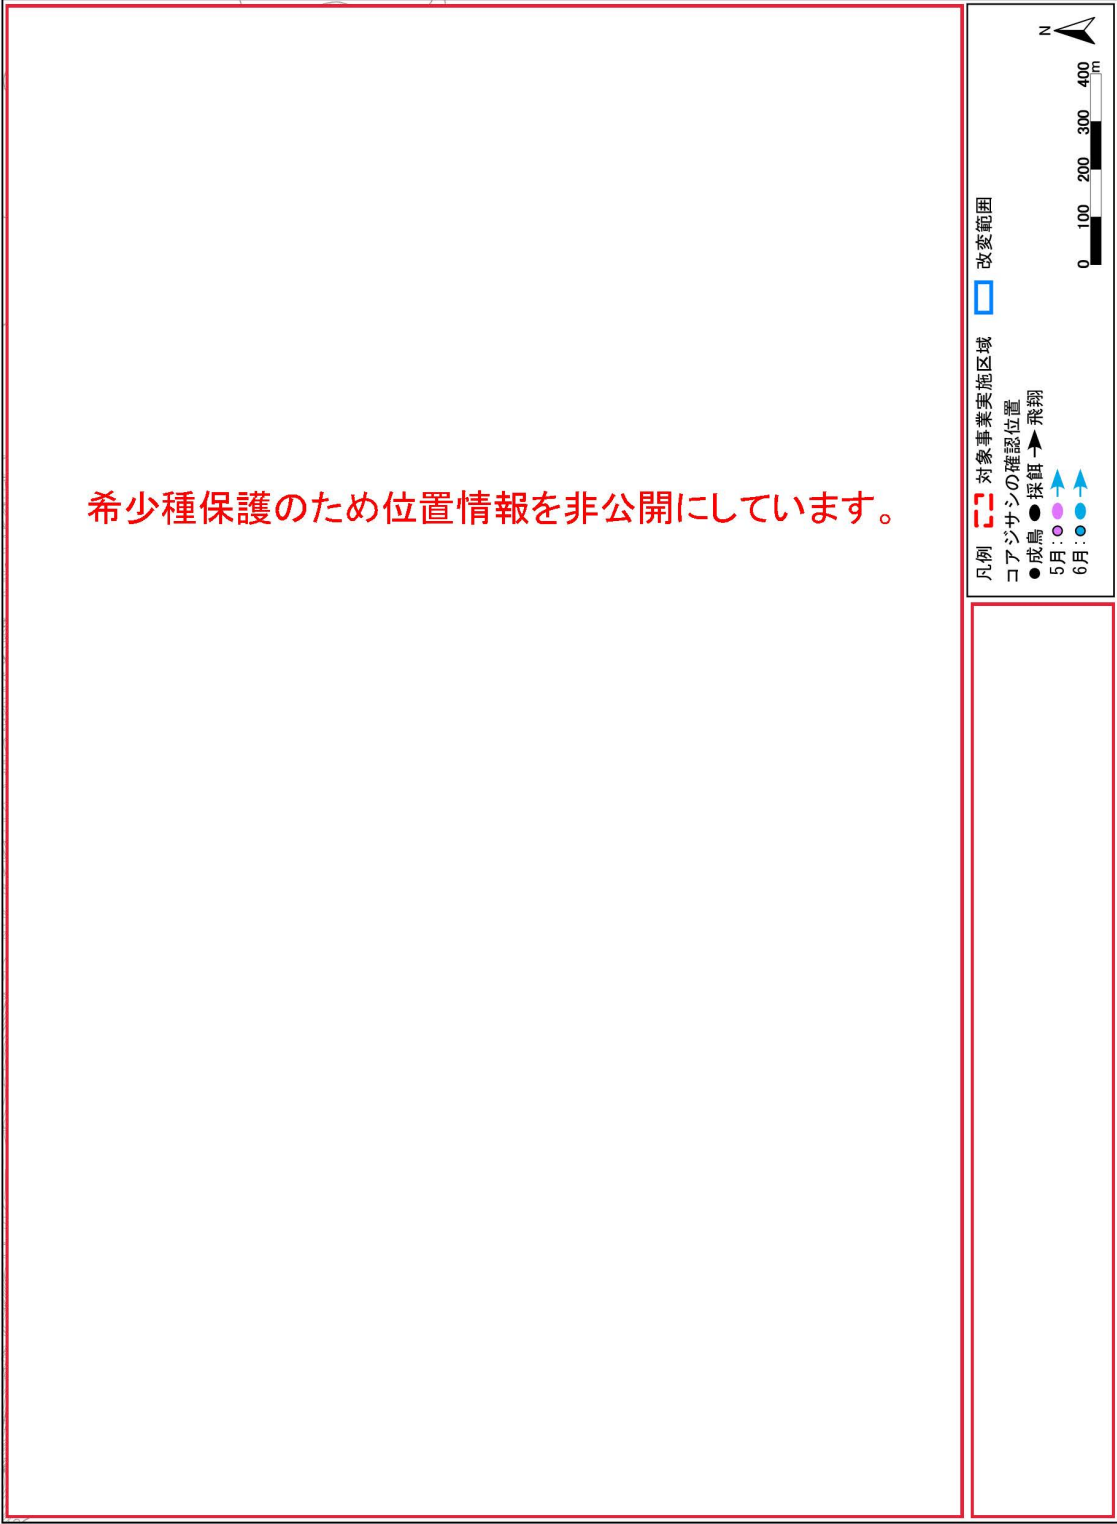 希少種保護のため位置情報を非公開にしています。
凡例 対象事業実施区域 改変範囲
コアジサシの確認位置
●成鳥 ●採餌 →飛翔
5月:
6月:
0 100 200 300 400
m
N